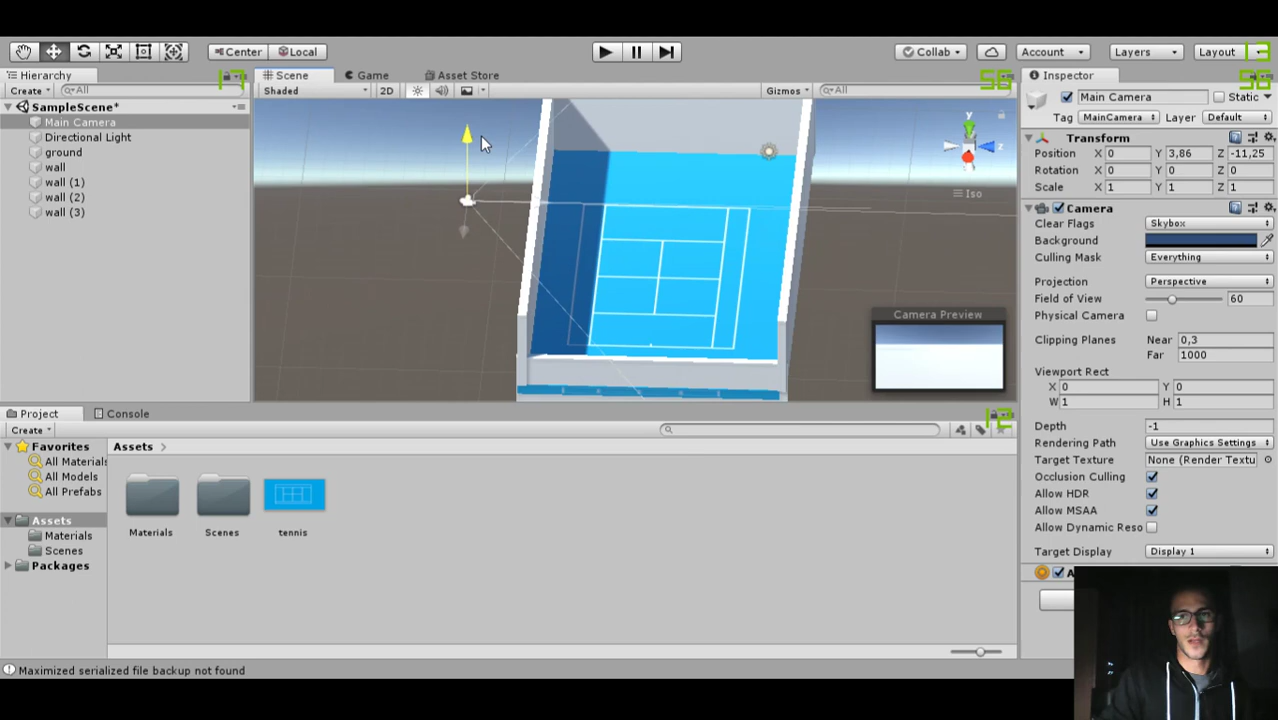 Center
Local
Collab
Account
Layers
Layout
13
Hierarchy
17
Create
All
SampleScene*
Main Camera
Directional Light
ground
wall
wall (1)
wall (2)
wall (3)
Scene
Game
Asset Store
56
Shaded
2D
Gizmos
All
y
z
Iso
Camera Preview
Inspector
56
Main Camera
Static
Tag
MainCamera
Layer
Default
Transform
Position X 0 Y 3,86 Z -11,25
Rotation X 0 Y 0 Z 0
Scale X 1 Y 1 Z 1
Camera
Clear Flags Skybox
Background
Culling Mask Everything
Projection Perspective
Field of View 60
Physical Camera
Clipping Planes Near 0,3
Far 1000
Viewport Rect
X 0 Y 0
W 1 H 1
Depth -1
Rendering Path Use Graphics Settings
Target Texture None (Render Textu
Occlusion Culling
Allow HDR
Allow MSAA
Allow Dynamic Reso
Target Display Display 1
Project
Console
12
Create
Favorites
All Materials
All Models
All Prefabs
Assets
Materials
Scenes
Packages
Assets
Materials
Scenes
tennis
Maximized serialized file backup not found